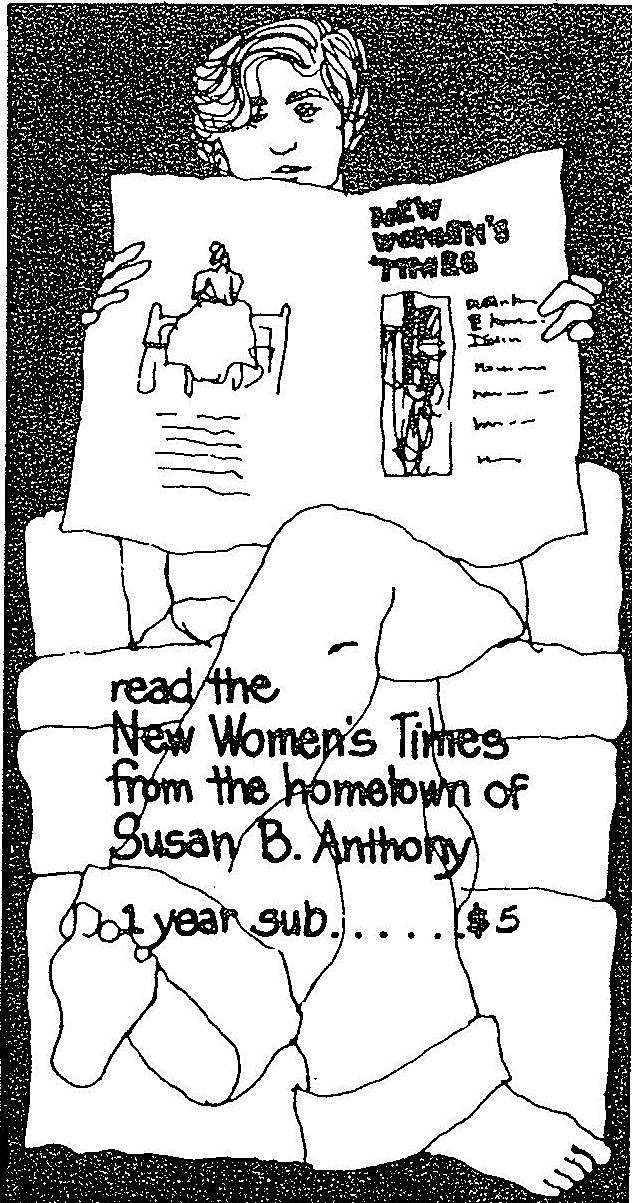 NEW
WOMEN'S
TIMES
read the
New Women's Times
from the hometown of
Susan B. Anthony
1 year sub.......$5